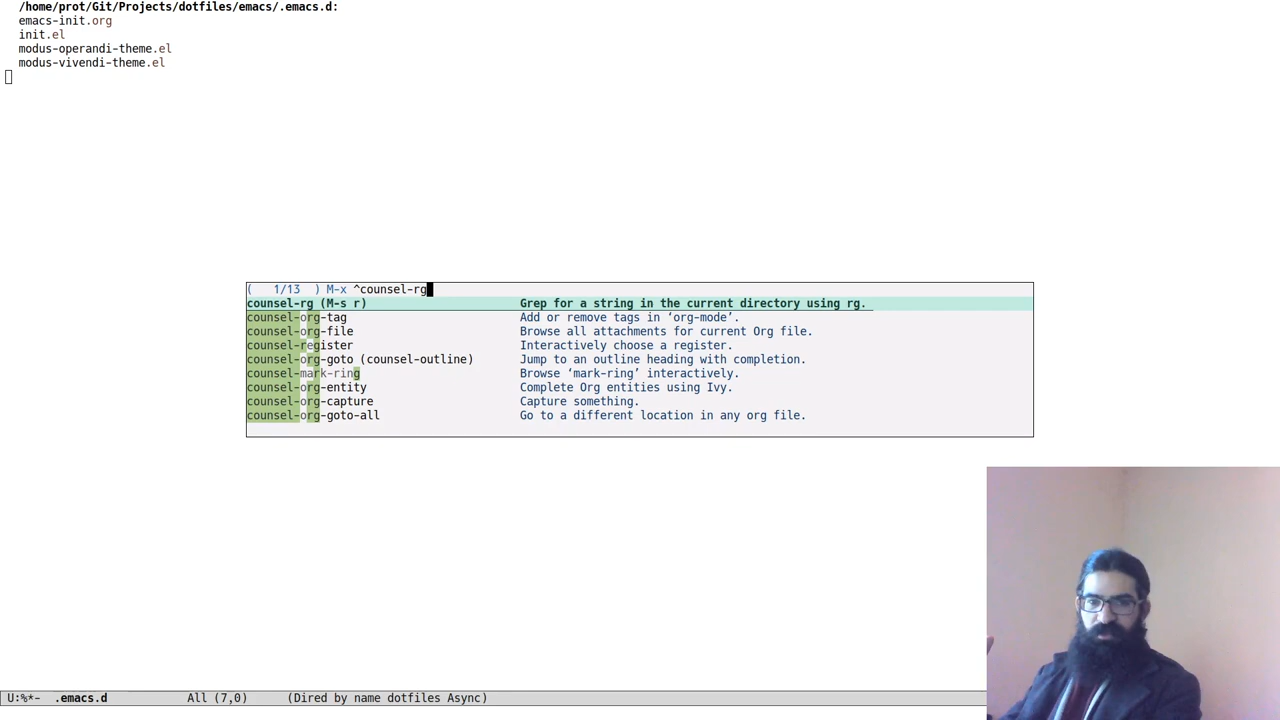 /home/prot/Git/Projects/dotfiles/emacs/.emacs.d:
emacs-init.org
init.el
modus-operandi-theme.el
modus-vivendi-theme.el
(   1/13  ) M-x ^counsel-rg
counsel-rg (M-s r)                       Grep for a string in the current directory using rg.
counsel-org-tag                          Add or remove tags in ‘org-mode’.
counsel-org-file                         Browse all attachments for current Org file.
counsel-register                         Interactively choose a register.
counsel-org-goto (counsel-outline)       Jump to an outline heading with completion.
counsel-mark-ring                        Browse ‘mark-ring’ interactively.
counsel-org-entity                       Complete Org entities using Ivy.
counsel-org-capture                      Capture something.
counsel-org-goto-all                     Go to a different location in any org file.
U:%*-  .emacs.d            All (7,0)      (Dired by name dotfiles Async)